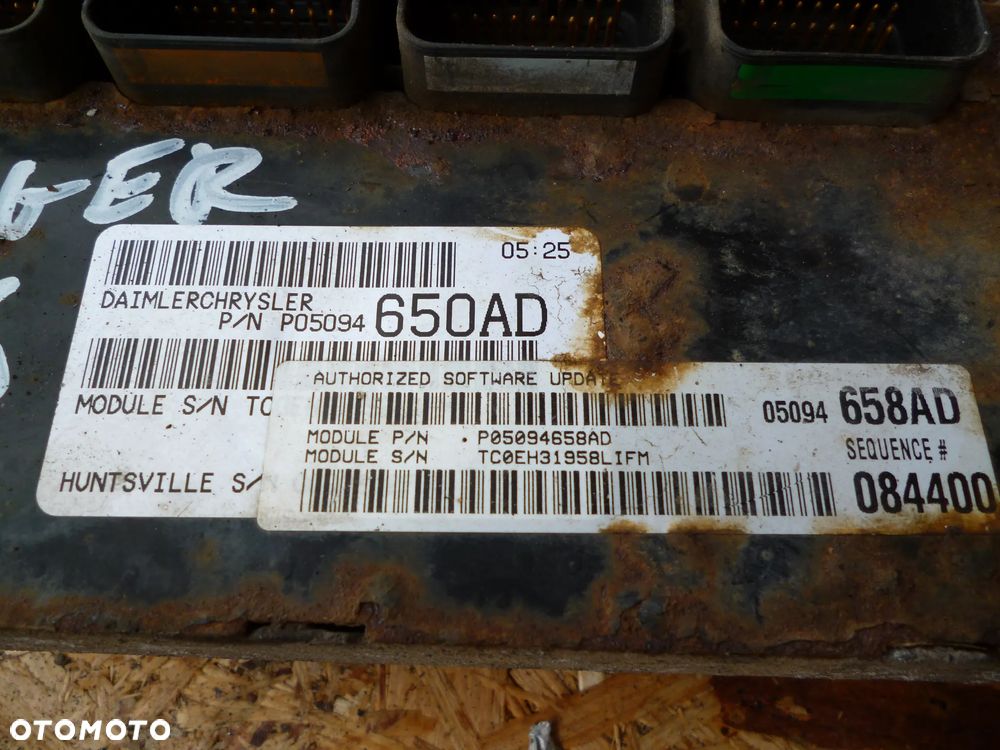 GER
05:25
DAIMLERCHRYSLER
P/N P05094 650AD
MODULE S/N TC
HUNTSVILLE S/
AUTHORIZED SOFTWARE UPDATE
05094 658AD
MODULE P/N P05094658AD
MODULE S/N TC0EH31958LIFM
SEQUENCE #
084400
OTOMOTO